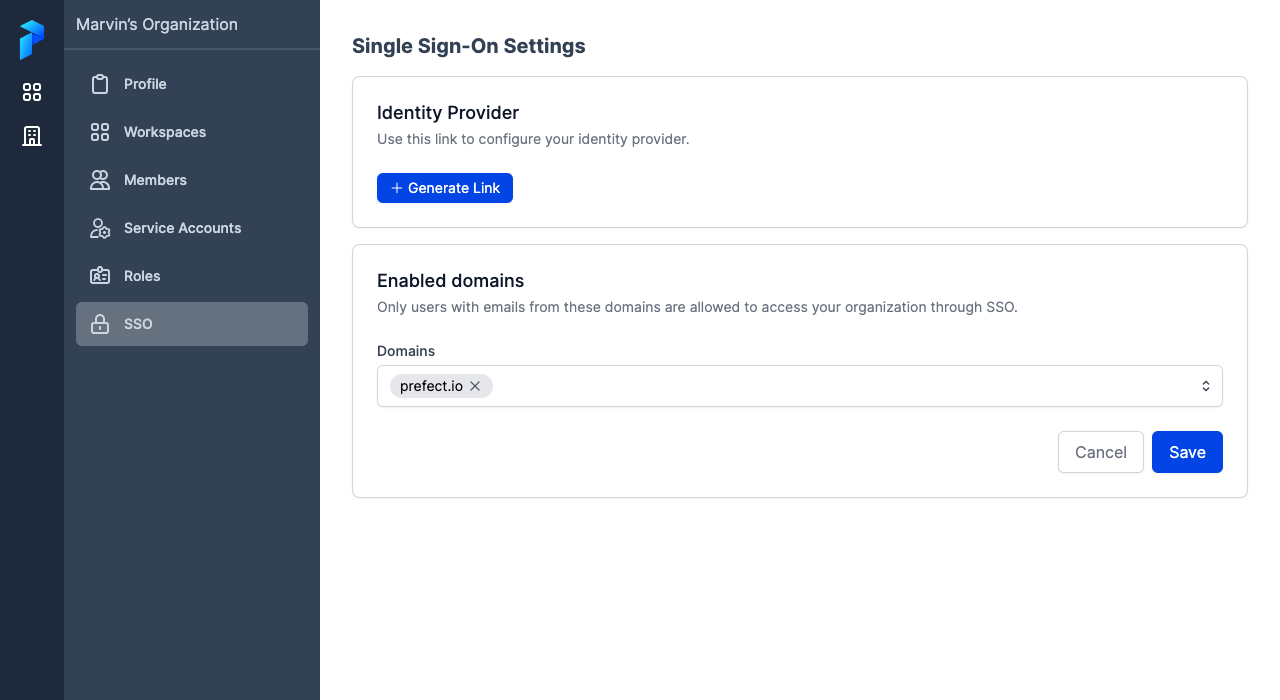 Marvin’s Organization
Profile
Workspaces
Members
Service Accounts
Roles
SSO
Single Sign-On Settings
Identity Provider
Use this link to configure your identity provider.
Generate Link
Enabled domains
Only users with emails from these domains are allowed to access your organization through SSO.
Domains
prefect.io
Cancel
Save